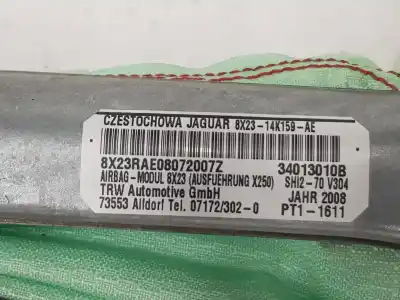 CZESTOCHOWA JAGUAR 8X23-14K159-AE
8X23RAE08072007Z 34013010B
AIRBAG-MODUL 8X23 (AUSFUEHRUNG X250) SHI2-70 V304
TRW Automotive GmbH JAHR 2008
73553 Alldorf Tel. 07172/302-0 PT1-1611